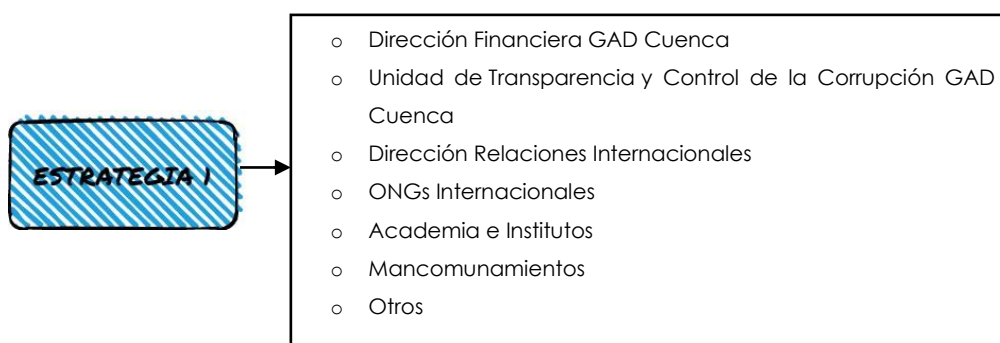 ESTRATEGIA 1
o Dirección Financiera GAD Cuenca
o Unidad de Transparencia y Control de la Corrupción GAD
Cuenca
o Dirección Relaciones Internacionales
o ONGs Internacionales
o Academia e Institutos
o Mancomunamientos
o Otros